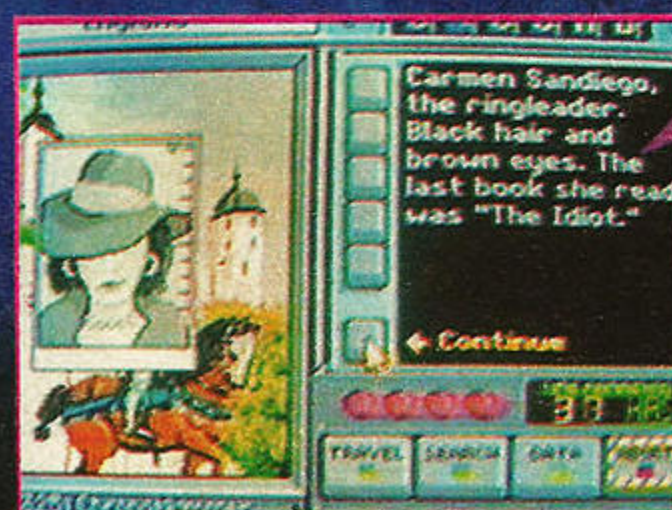 Carmen Sandiego,
the ringleader.
Black hair and
brown eyes. The
last book she rea
was "The Idiot."
Continue
TRAVEL SEARCH DATA